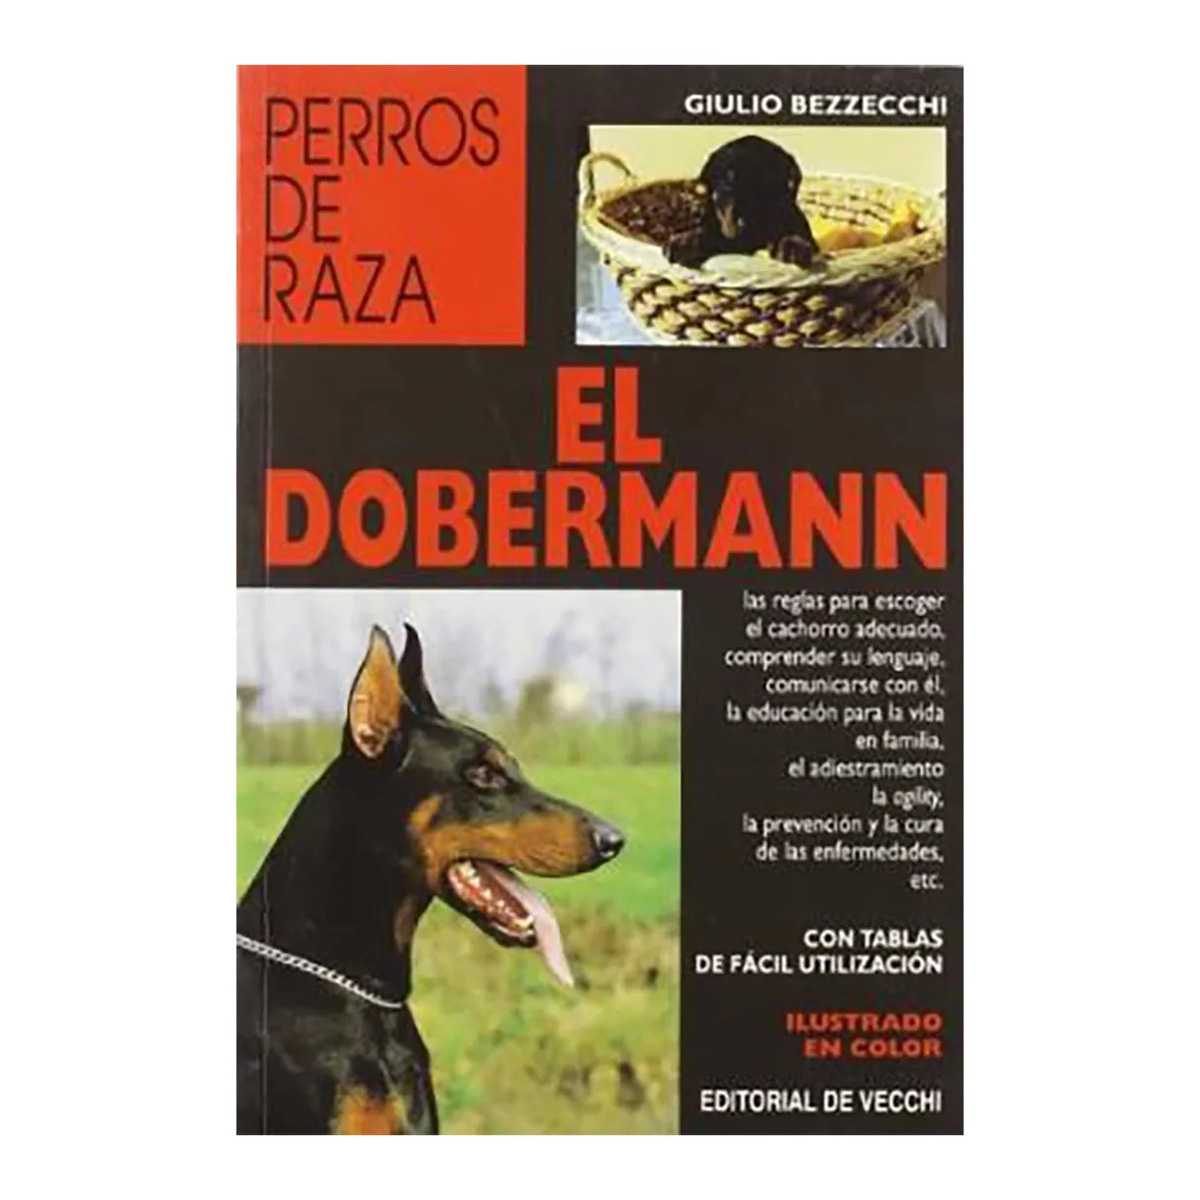 PERROS
DE
RAZA
GIULIO BEZZECCHI
EL
DOBERMANN
las reglas para escoger
el cachorro adecuado,
comprender su lenguaje,
comunicarse con él,
la educación para la vida
en familia,
el adiestramiento
la agility,
la prevención y la cura
de las enfermedades,
etc.
CON TABLAS
DE FÁCIL UTILIZACIÓN
ILUSTRADO
EN COLOR
EDITORIAL DE VECCHI